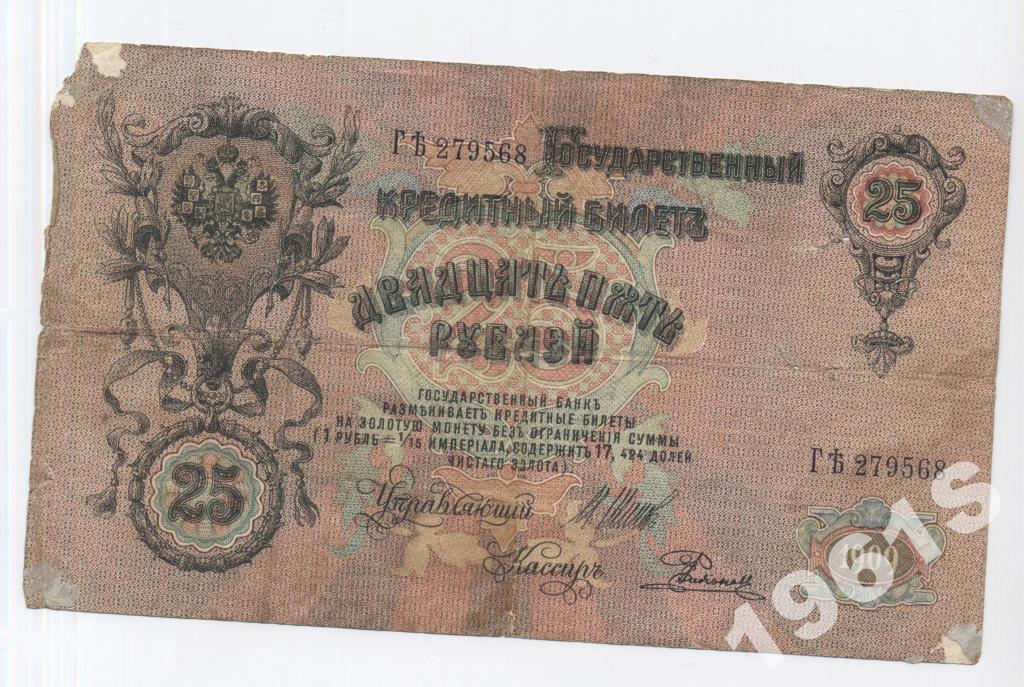 ГѢ 279568 ГОСУДАРСТВЕННЫЙ
25
КРЕДИТНЫЙ БИЛЕТЪ
ДВАДЦАТЬ ПЯТЬ
РУБЛЕЙ
ГОСУДАРСТВЕННЫЙ БАНКЪ
РАЗМѢНИВАЕТЪ КРЕДИТНЫЕ БИЛЕТЫ
НА ЗОЛОТУЮ МОНЕТУ БЕЗЪ ОГРАНИЧЕНІЯ СУММЫ
(1 РУБЛЬ = 1/15 ИМПЕРІАЛА, СОДЕРЖИТЪ 17,424 ДОЛЕЙ
ЧИСТАГО ЗОЛОТА)
25
ГѢ 279568
Управляющій
Кассиръ
1909
1961s